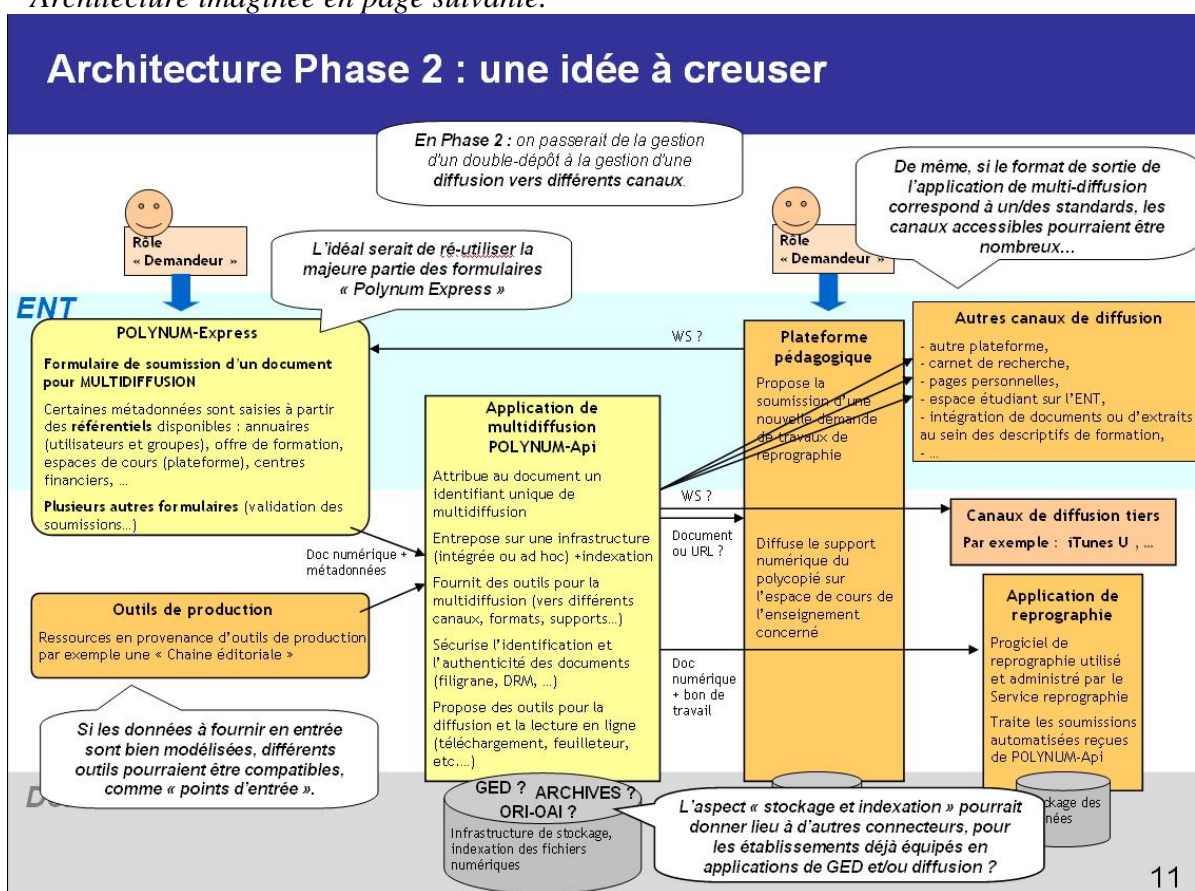 Architecture imaginée en page suivante.
Architecture Phase 2 : une idée à creuser
En Phase 2 : on passerait de la gestion
d'un double-dépôt à la gestion d'une
diffusion vers différents canaux.
De même, si le format de sortie de
l'application de multi-diffusion
correspond à un/des standards, les
canaux accessibles pourraient être
nombreux…
Rôle
« Demandeur »
L'idéal serait de ré-utiliser la
majeure partie des formulaires
« Polynum Express »
Rôle
« Demandeur »
ENT
POLYNUM-Express
Formulaire de soumission d'un document
pour MULTIDIFFUSION
Certaines métadonnées sont saisies à partir
des référentiels disponibles : annuaires
(utilisateurs et groupes), offre de formation,
espaces de cours (plateforme), centres
financiers, …
Plusieurs autres formulaires (validation des
soumissions…)
WS ?
Doc numérique +
métadonnées
Outils de production
Ressources en provenance d'outils de production
par exemple une « Chaine éditoriale »
Si les données à fournir en entrée
sont bien modélisées, différents
outils pourraient être compatibles,
comme « points d'entrée ».
Application de
multidiffusion
POLYNUM-Api
Attribue au document un
identifiant unique de
multidiffusion
Entrepose sur une infrastructure
(intégrée ou ad hoc) +indexation
Fournit des outils pour la
multidiffusion (vers différents
canaux, formats, supports…)
Sécurise l'identification et
l'authenticité des documents
(filigrane, DRM, …)
Propose des outils pour la
diffusion et la lecture en ligne
(téléchargement, feuilleteur,
etc.…)
WS ?
Document
ou URL ?
Doc
numérique
+ bon de
travail
Plateforme
pédagogique
Propose la
soumission d'une
nouvelle demande
de travaux de
reprographie
Diffuse le support
numérique du
polycopié sur
l'espace de cours de
l'enseignement
concerné
Autres canaux de diffusion
- autre plateforme,
- carnet de recherche,
- pages personnelles,
- espace étudiant sur l'ENT,
- intégration de documents ou d'extraits
au sein des descriptifs de formation,
- …
Canaux de diffusion tiers
Par exemple : iTunes U , …
Application de
reprographie
Progiciel de
reprographie utilisé
et administré par le
Service reprographie
Traite les soumissions
automatisées reçues
de POLYNUM-Api
GED ? ARCHIVES ?
ORI-OAI ?
Infrastructure de stockage,
indexation des fichiers
numériques
L'aspect « stockage et indexation » pourrait
donner lieu à d'autres connecteurs, pour
les établissements déjà équipés en
applications de GED et/ou diffusion ?
des
11